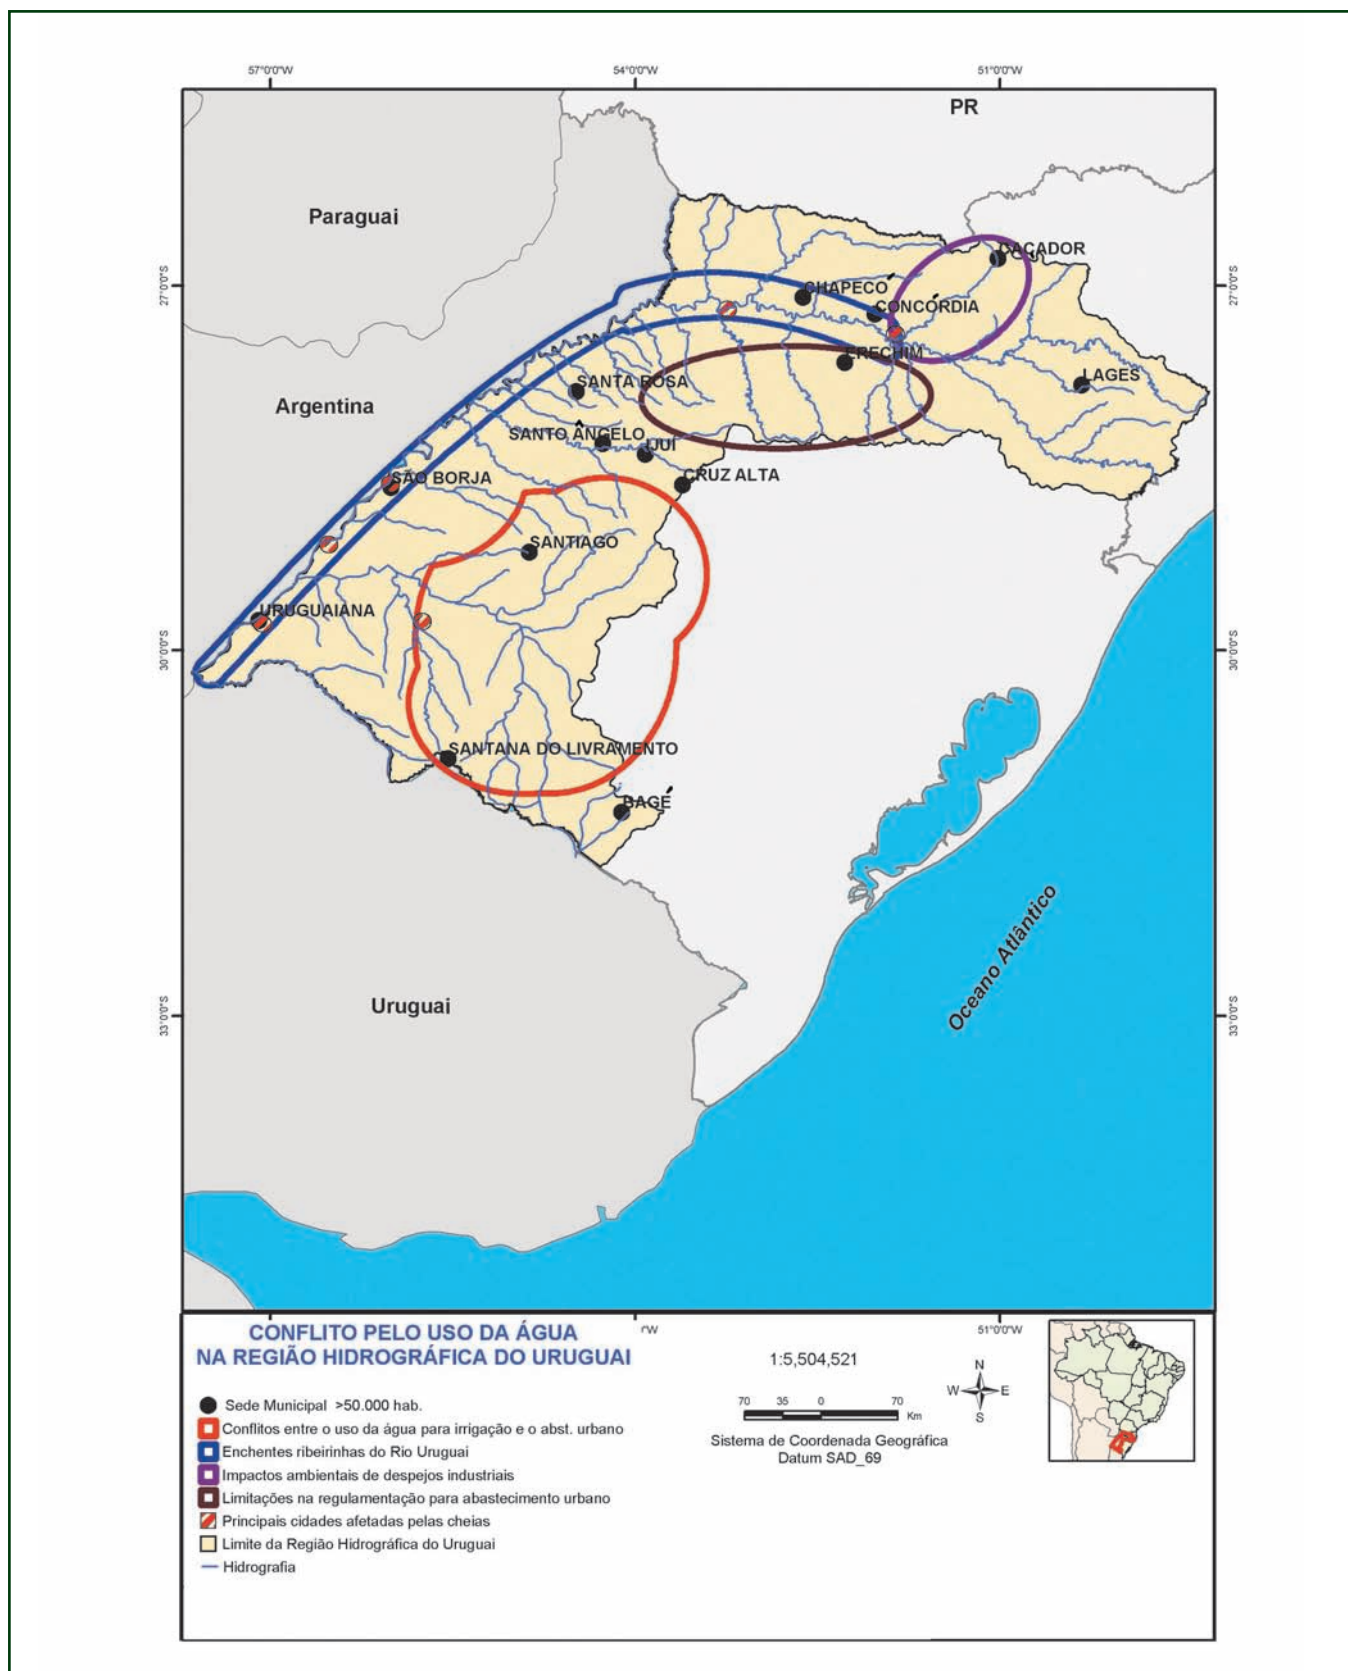 57°0'0"W
54°0'0"W
51°0'0"W
PR
Paraguai
CAÇADOR
27°0'0"S
27°0'0"S
CHAPECÓ
CONCÓRDIA
ERECHIM
LAGES
SANTA ROSA
Argentina
SANTO ÂNGELO
IJUÍ
CRUZ ALTA
SÃO BORJA
SANTIAGO
URUGUAIANA
30°0'0"S
30°0'0"S
SANTANA DO LIVRAMENTO
BAGÉ
Oceano Atlântico
Uruguai
33°0'0"S
33°0'0"S
CONFLITO PELO USO DA ÁGUA
NA REGIÃO HIDROGRÁFICA DO URUGUAI
"W
51°0'0"W
1:5,504,521
N
W E
S
70 35 0 70
Km
Sistema de Coordenada Geográfica
Datum SAD_69
Sede Municipal >50.000 hab.
Conflitos entre o uso da água para irrigação e o abst. urbano
Enchentes ribeirinhas do Rio Uruguai
Impactos ambientais de despejos industriais
Limitações na regulamentação para abastecimento urbano
Principais cidades afetadas pelas cheias
Limite da Região Hidrográfica do Uruguai
Hidrografia